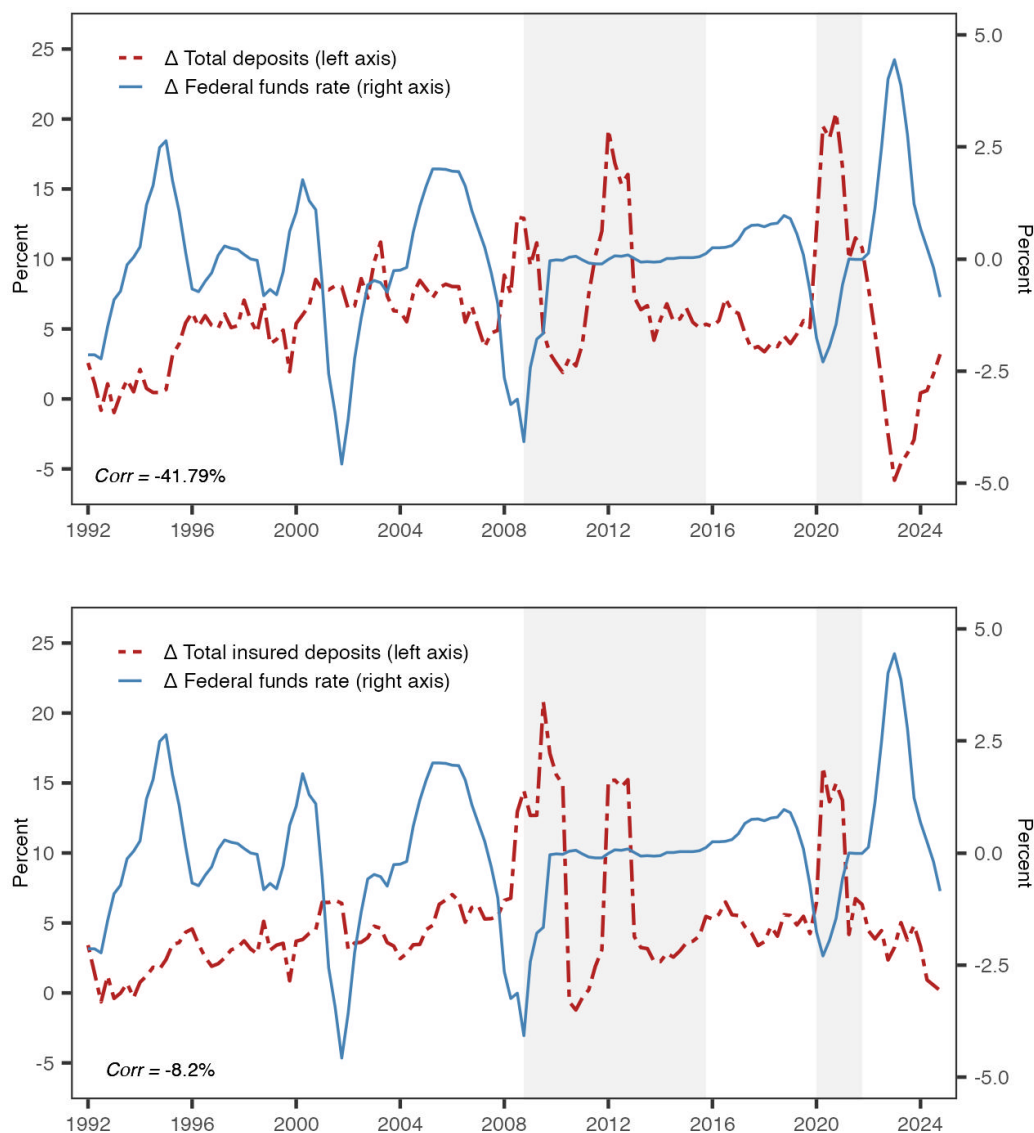 Δ Total deposits (left axis)
Δ Federal funds rate (right axis)
25
20
15
10
5
0
-5
Percent
5.0
2.5
0.0
-2.5
-5.0
Percent
Corr = -41.79%
1992 1996 2000 2004 2008 2012 2016 2020 2024
Δ Total insured deposits (left axis)
Δ Federal funds rate (right axis)
25
20
15
10
5
0
-5
Percent
5.0
2.5
0.0
-2.5
-5.0
Percent
Corr = -8.2%
1992 1996 2000 2004 2008 2012 2016 2020 2024